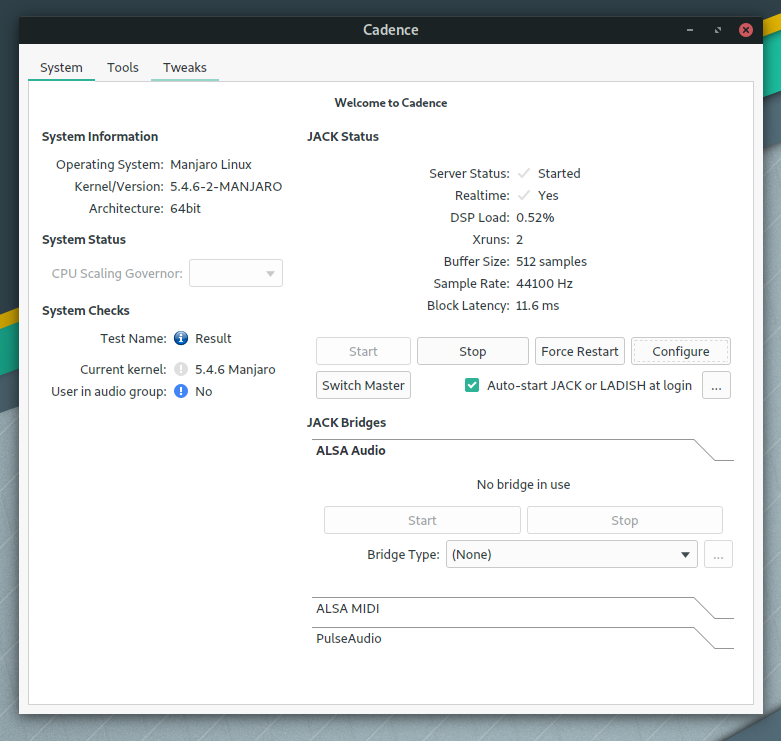 Cadence
System Tools Tweaks
Welcome to Cadence
System Information
Operating System: Manjaro Linux
Kernel/Version: 5.4.6-2-MANJARO
Architecture: 64bit
System Status
CPU Scaling Governor:
System Checks
Test Name: Result
Current kernel: 5.4.6 Manjaro
User in audio group: No
JACK Status
Server Status: Started
Realtime: Yes
DSP Load: 0.52%
Xruns: 2
Buffer Size: 512 samples
Sample Rate: 44100 Hz
Block Latency: 11.6 ms
Start Stop Force Restart Configure
Switch Master Auto-start JACK or LADISH at login ...
JACK Bridges
ALSA Audio
No bridge in use
Start Stop
Bridge Type: (None) ...
ALSA MIDI
PulseAudio